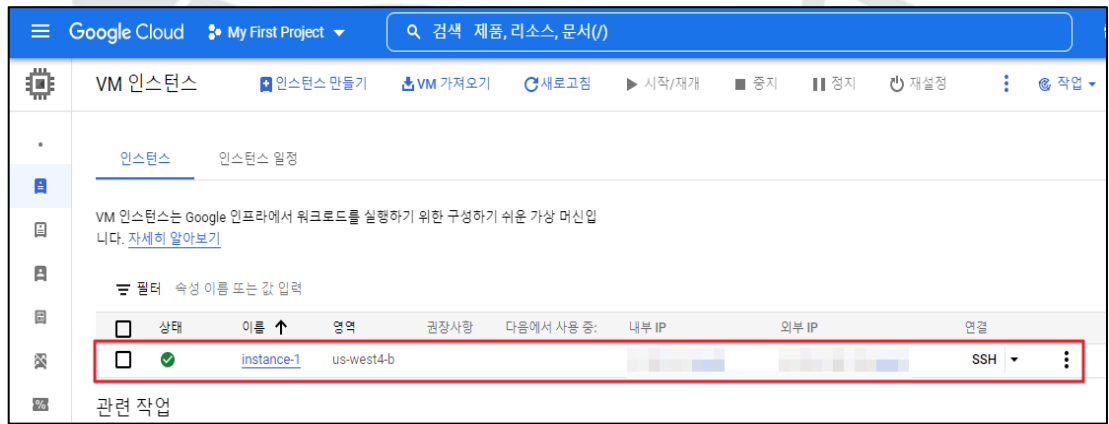 Google Cloud My First Project 검색 제품, 리소스, 문서(/)
VM 인스턴스 인스턴스 만들기 VM 가져오기 새로고침 시작/재개 중지 정지 재설정 작업
인스턴스 인스턴스 일정
VM 인스턴스는 Google 인프라에서 워크로드를 실행하기 위한 구성하기 쉬운 가상 머신입
니다. 자세히 알아보기
필터 속성 이름 또는 값 입력
상태 이름 영역 권장사항 다음에서 사용 중: 내부 IP 외부 IP 연결
instance-1 us-west4-b SSH
관련 작업